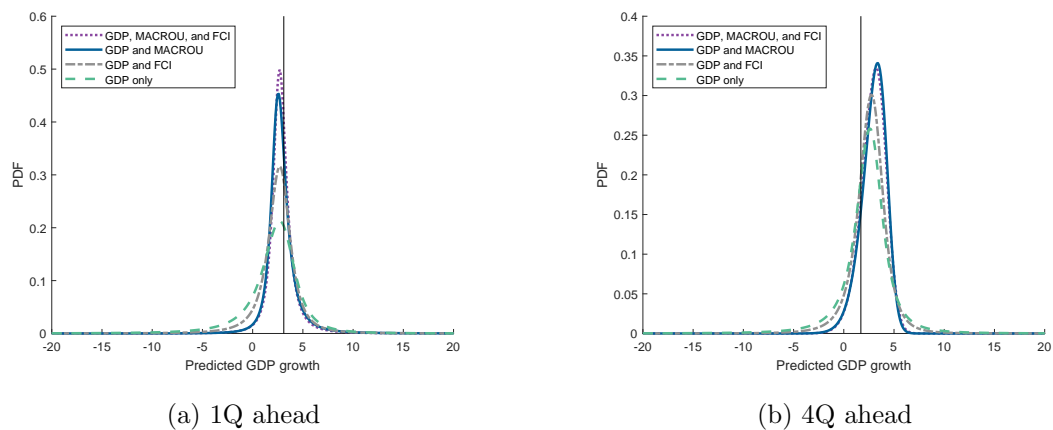 0.6
0.5
0.4
0.3
0.2
0.1
0
PDF
-20 -15 -10 -5 0 5 10 15 20
Predicted GDP growth
GDP, MACROU, and FCI
GDP and MACROU
GDP and FCI
GDP only
(a) 1Q ahead
0.4
0.35
0.3
0.25
0.2
0.15
0.1
0.05
0
PDF
-20 -15 -10 -5 0 5 10 15 20
Predicted GDP growth
GDP, MACROU, and FCI
GDP and MACROU
GDP and FCI
GDP only
(b) 4Q ahead